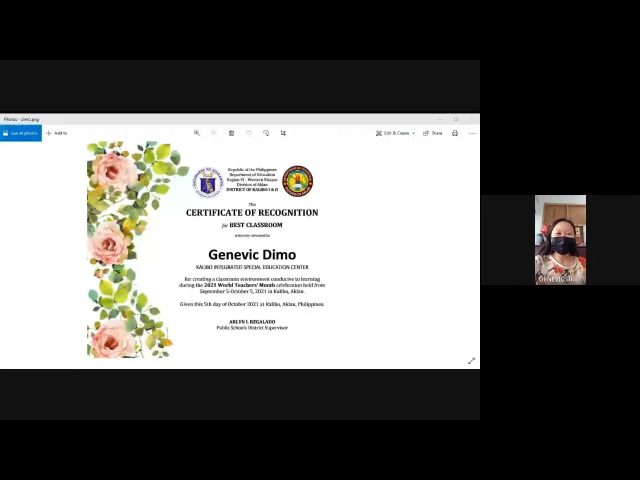 Photos - dimo.png
See all photos
Add to
Edit & Create
Share
Republic of the Philippines
Department of Education
Region VI - Western Visayas
Division of Aklan
DISTRICT OF KALIBO I & II
This
CERTIFICATE OF RECOGNITION
for BEST CLASSROOM
is hereby awarded to
Genevic Dimo
KALIBO INTEGRATED SPECIAL EDUCATION CENTER
for creating a classroom environment conducive to learning
during the 2021 World Teachers' Month celebration held from
September 5-October 5, 2021 in Kalibo, Aklan.
Given this 5th day of October 2021 at Kalibo, Aklan, Philippines.
ARLYN I. REGALADO
Public Schools District Supervisor